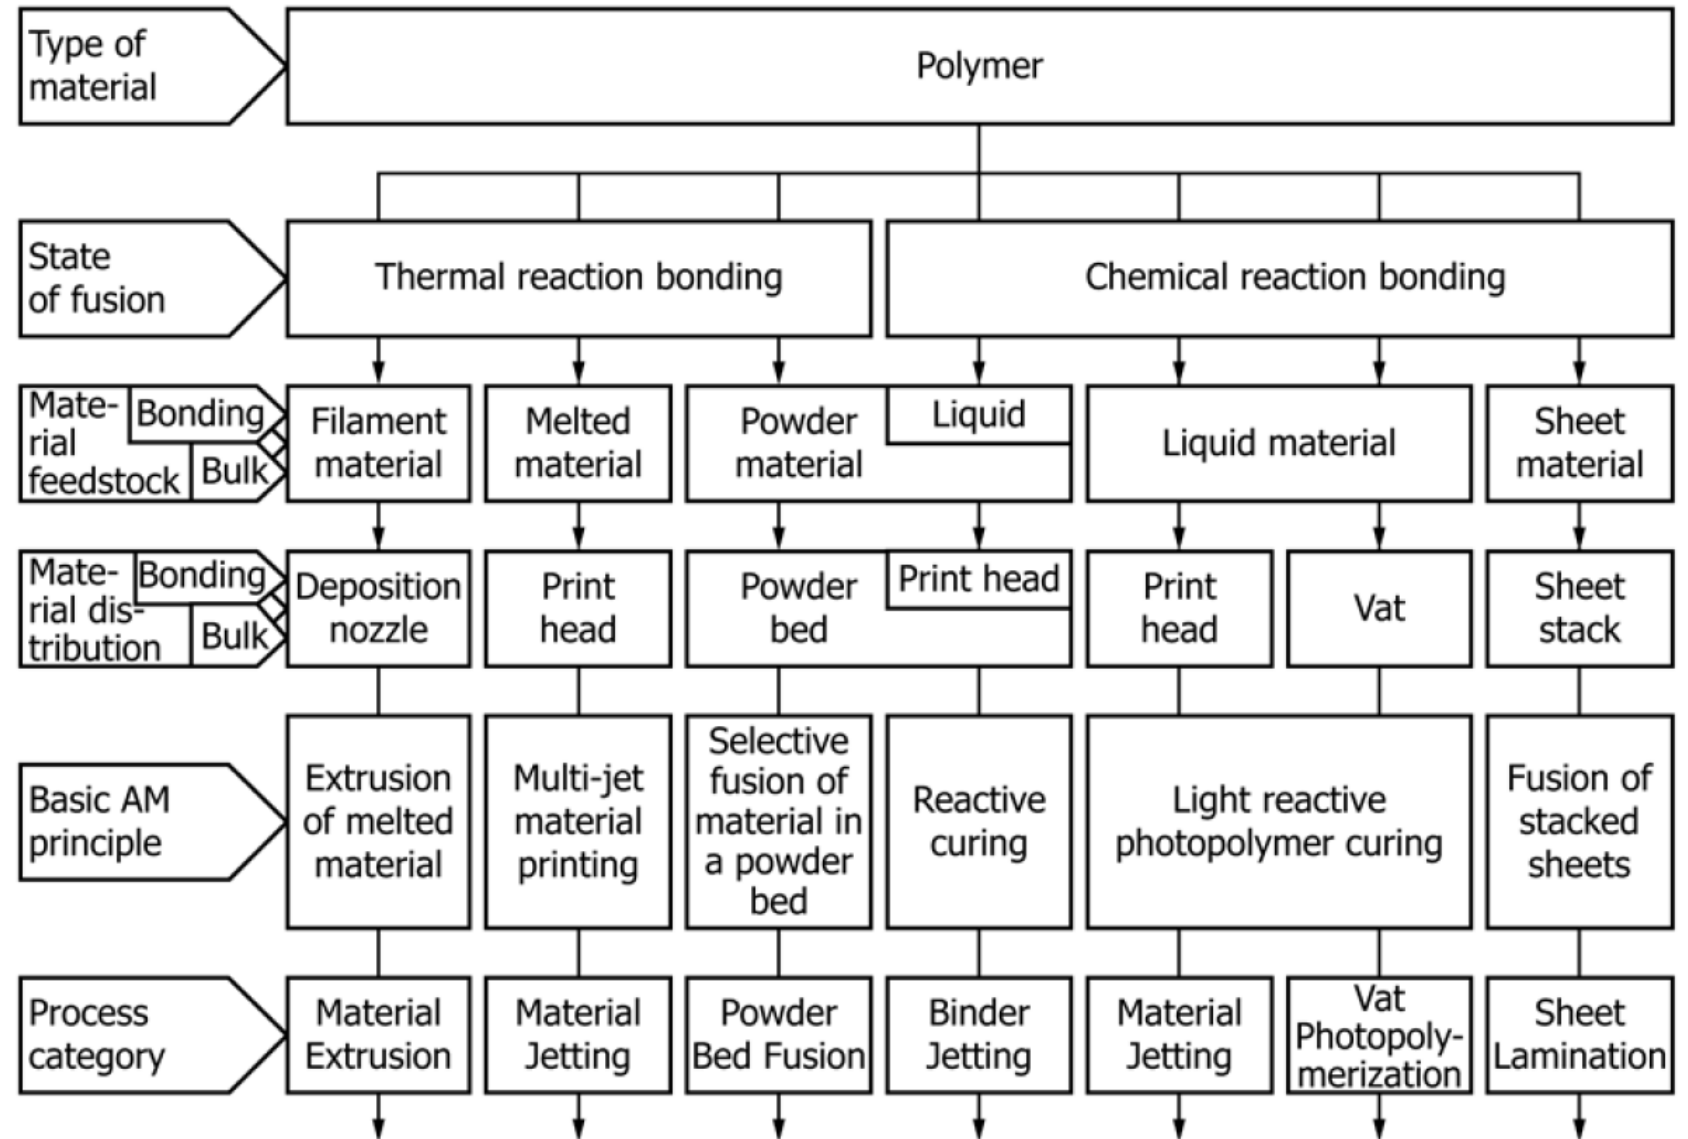 Type of
material
Polymer
State
of fusion
Thermal reaction bonding
Chemical reaction bonding
Mate-
rial
feedstock
Bonding
Bulk
Filament
material
Melted
material
Powder
material
Liquid
Liquid material
Sheet
material
Mate-
rial dis-
tribution
Bonding
Bulk
Deposition
nozzle
Print
head
Powder
bed
Print head
Print
head
Vat
Sheet
stack
Basic AM
principle
Extrusion
of melted
material
Multi-jet
material
printing
Selective
fusion of
material in
a powder
bed
Reactive
curing
Light reactive
photopolymer curing
Fusion of
stacked
sheets
Process
category
Material
Extrusion
Material
Jetting
Powder
Bed Fusion
Binder
Jetting
Material
Jetting
Vat
Photopoly-
merization
Sheet
Lamination